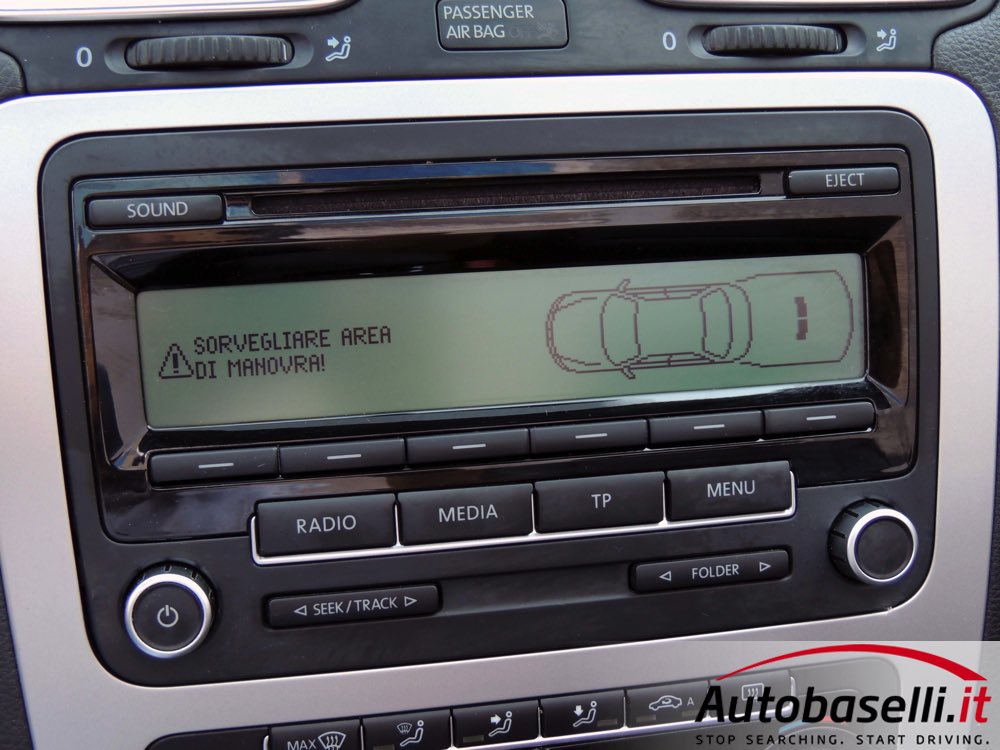 PASSENGER
AIR BAG OFF
0
0
SOUND
EJECT
SORVEGLIARE AREA
DI MANOVRA!
RADIO
MEDIA
TP
MENU
SEEK/TRACK
FOLDER
MAX
A
Autobaselli.it
STOP SEARCHING. START DRIVING.